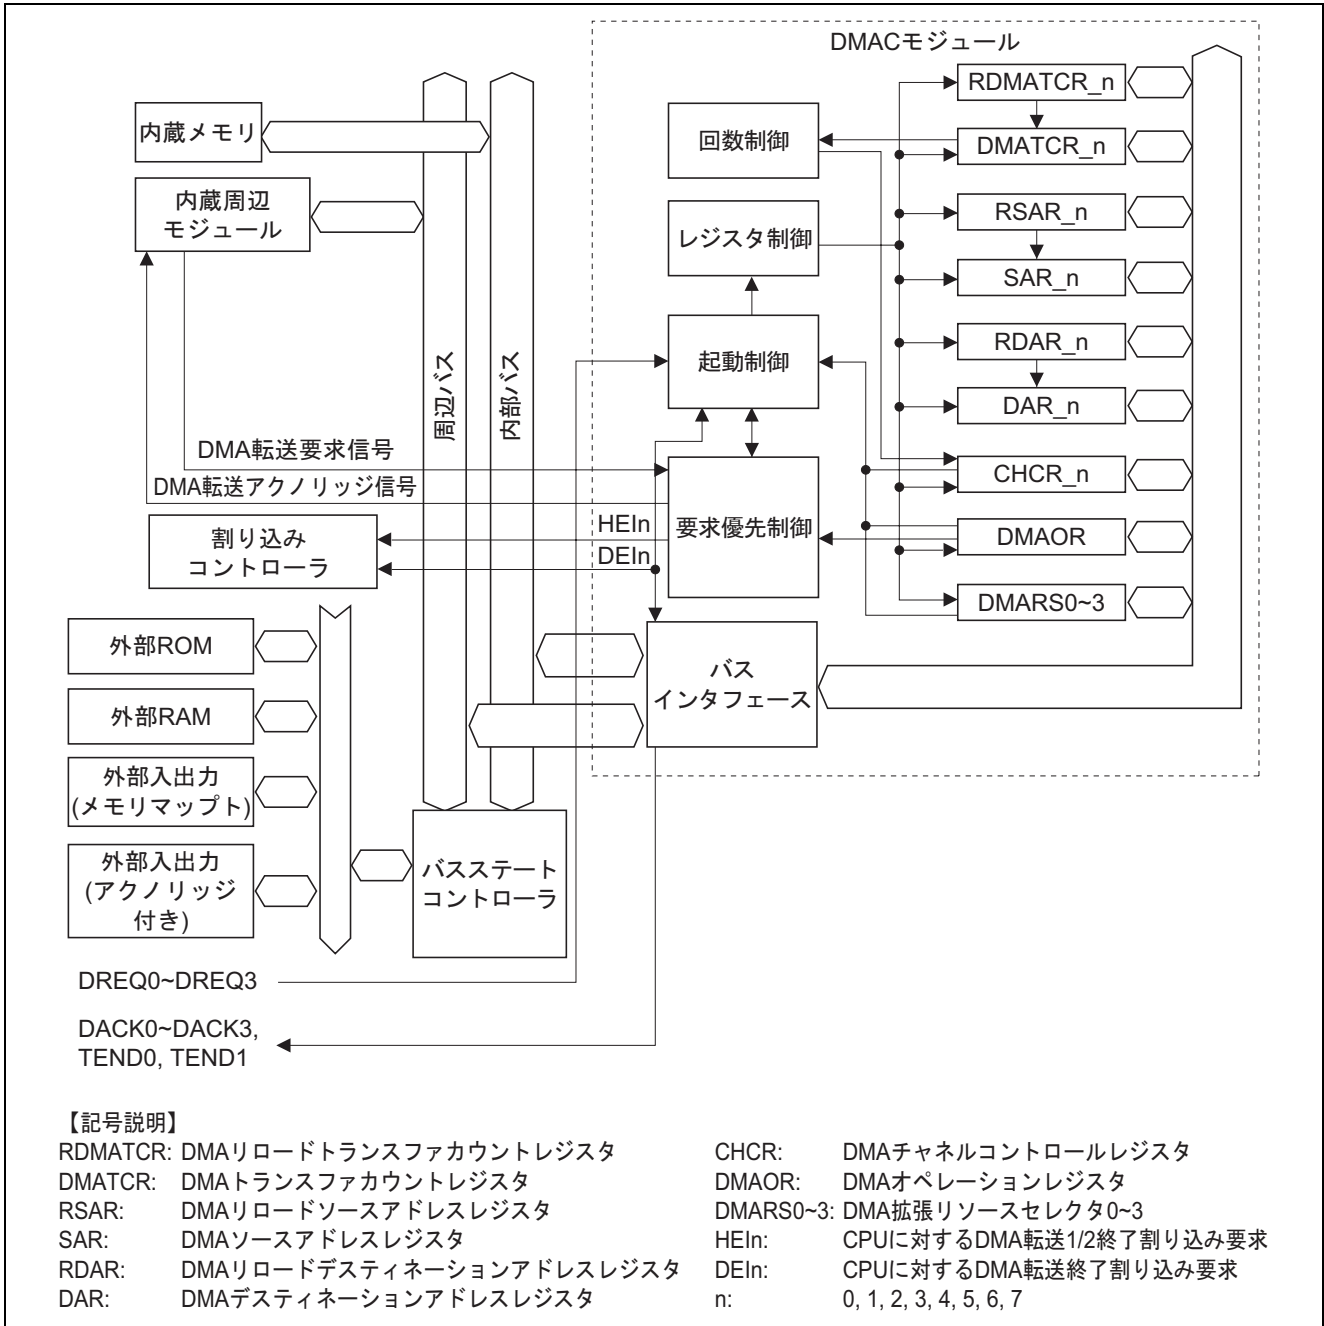 DMACモジュール
RDMATCR_n
内蔵メモリ
回数制御
DMATCR_n
内蔵周辺
モジュール
レジスタ制御
RSAR_n
SAR_n
起動制御
RDAR_n
周辺バス
内部バス
DAR_n
DMA転送要求信号
DMA転送アクノリッジ信号
CHCR_n
割り込み
コントローラ
HEIn
DEIn
要求優先制御
DMAOR
DMARS0~3
外部ROM
バス
インタフェース
外部RAM
外部入出力
(メモリマップト)
外部入出力
(アクノリッジ
付き)
バスステート
コントローラ
DREQ0~DREQ3
DACK0~DACK3,
TEND0, TEND1
【記号説明】
RDMATCR: DMAリロードトランスファカウントレジスタ
DMATCR: DMAトランスファカウントレジスタ
RSAR: DMAリロードソースアドレスレジスタ
SAR: DMAソースアドレスレジスタ
RDAR: DMAリロードデスティネーションアドレスレジスタ
DAR: DMAデスティネーションアドレスレジスタ
CHCR: DMAチャネルコントロールレジスタ
DMAOR: DMAオペレーションレジスタ
DMARS0~3: DMA拡張リソースセレクタ0~3
HEIn: CPUに対するDMA転送1/2終了割り込み要求
DEIn: CPUに対するDMA転送終了割り込み要求
n: 0, 1, 2, 3, 4, 5, 6, 7